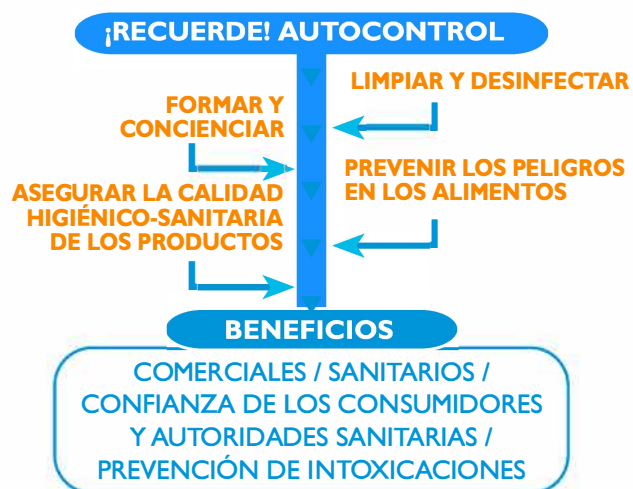 ¡RECUERDE! AUTOCONTROL
LIMPIAR Y DESINFECTAR
FORMAR Y
CONCIENCIAR
PREVENIR LOS PELIGROS
EN LOS ALIMENTOS
ASEGURAR LA CALIDAD
HIGIÉNICO-SANITARIA
DE LOS PRODUCTOS
BENEFICIOS
COMERCIALES / SANITARIOS /
CONFIANZA DE LOS CONSUMIDORES
Y AUTORIDADES SANITARIAS /
PREVENCIÓN DE INTOXICACIONES